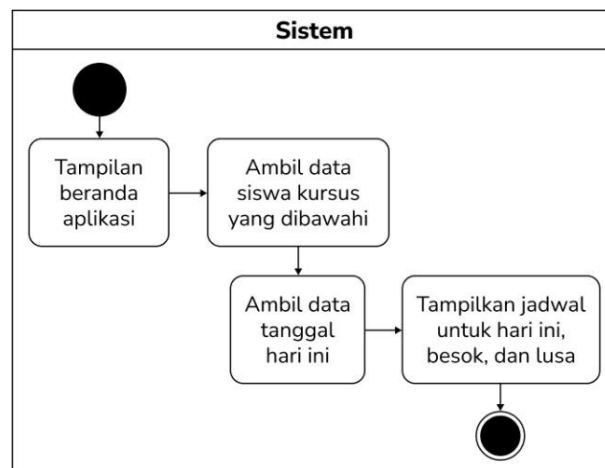 Sistem
Tampilan
beranda
aplikasi
Ambil data
siswa kursus
yang dibawahi
Ambil data
tanggal
hari ini
Tampilkan jadwal
untuk hari ini,
besok, dan lusa